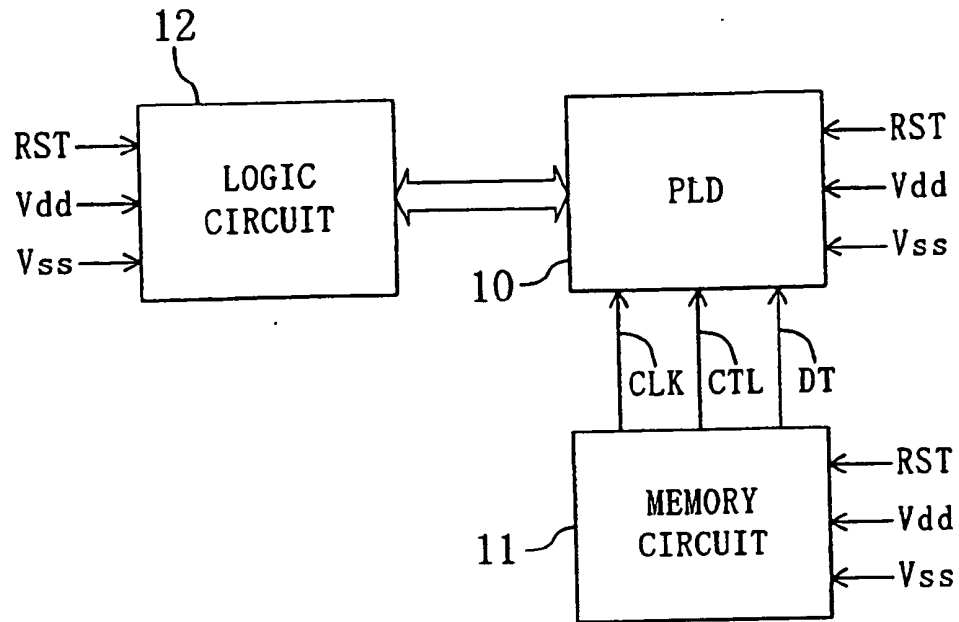 12
RST
Vdd
Vss
LOGIC
CIRCUIT
PLD
10
RST
Vdd
Vss
CLK
CTL
DT
MEMORY
CIRCUIT
11
RST
Vdd
Vss